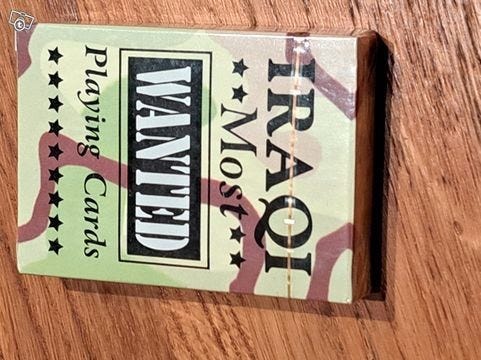 IRAQI
Most
WANTED
Playing Cards